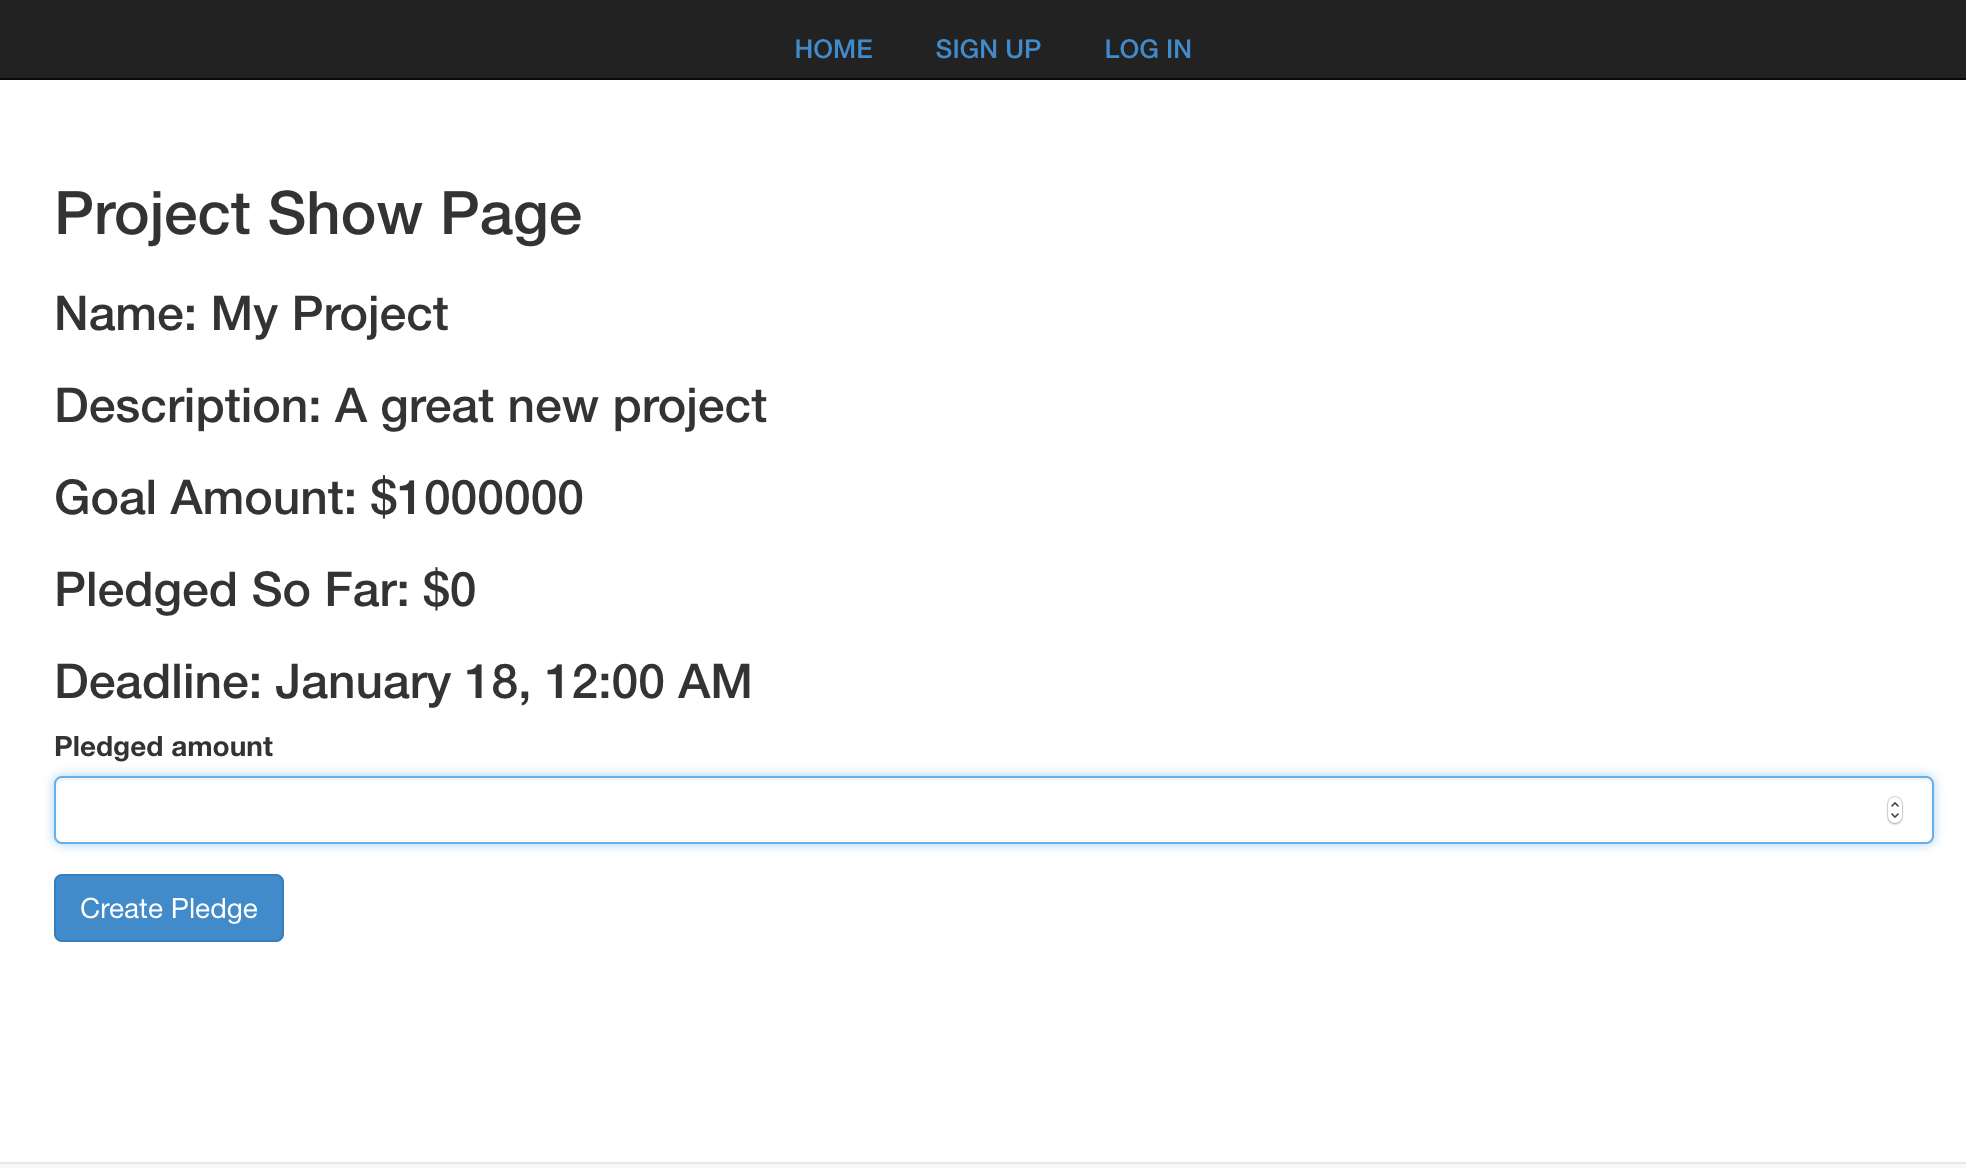 HOME SIGN UP LOG IN
Project Show Page
Name: My Project
Description: A great new project
Goal Amount: $1000000
Pledged So Far: $0
Deadline: January 18, 12:00 AM
Pledged amount
Create Pledge